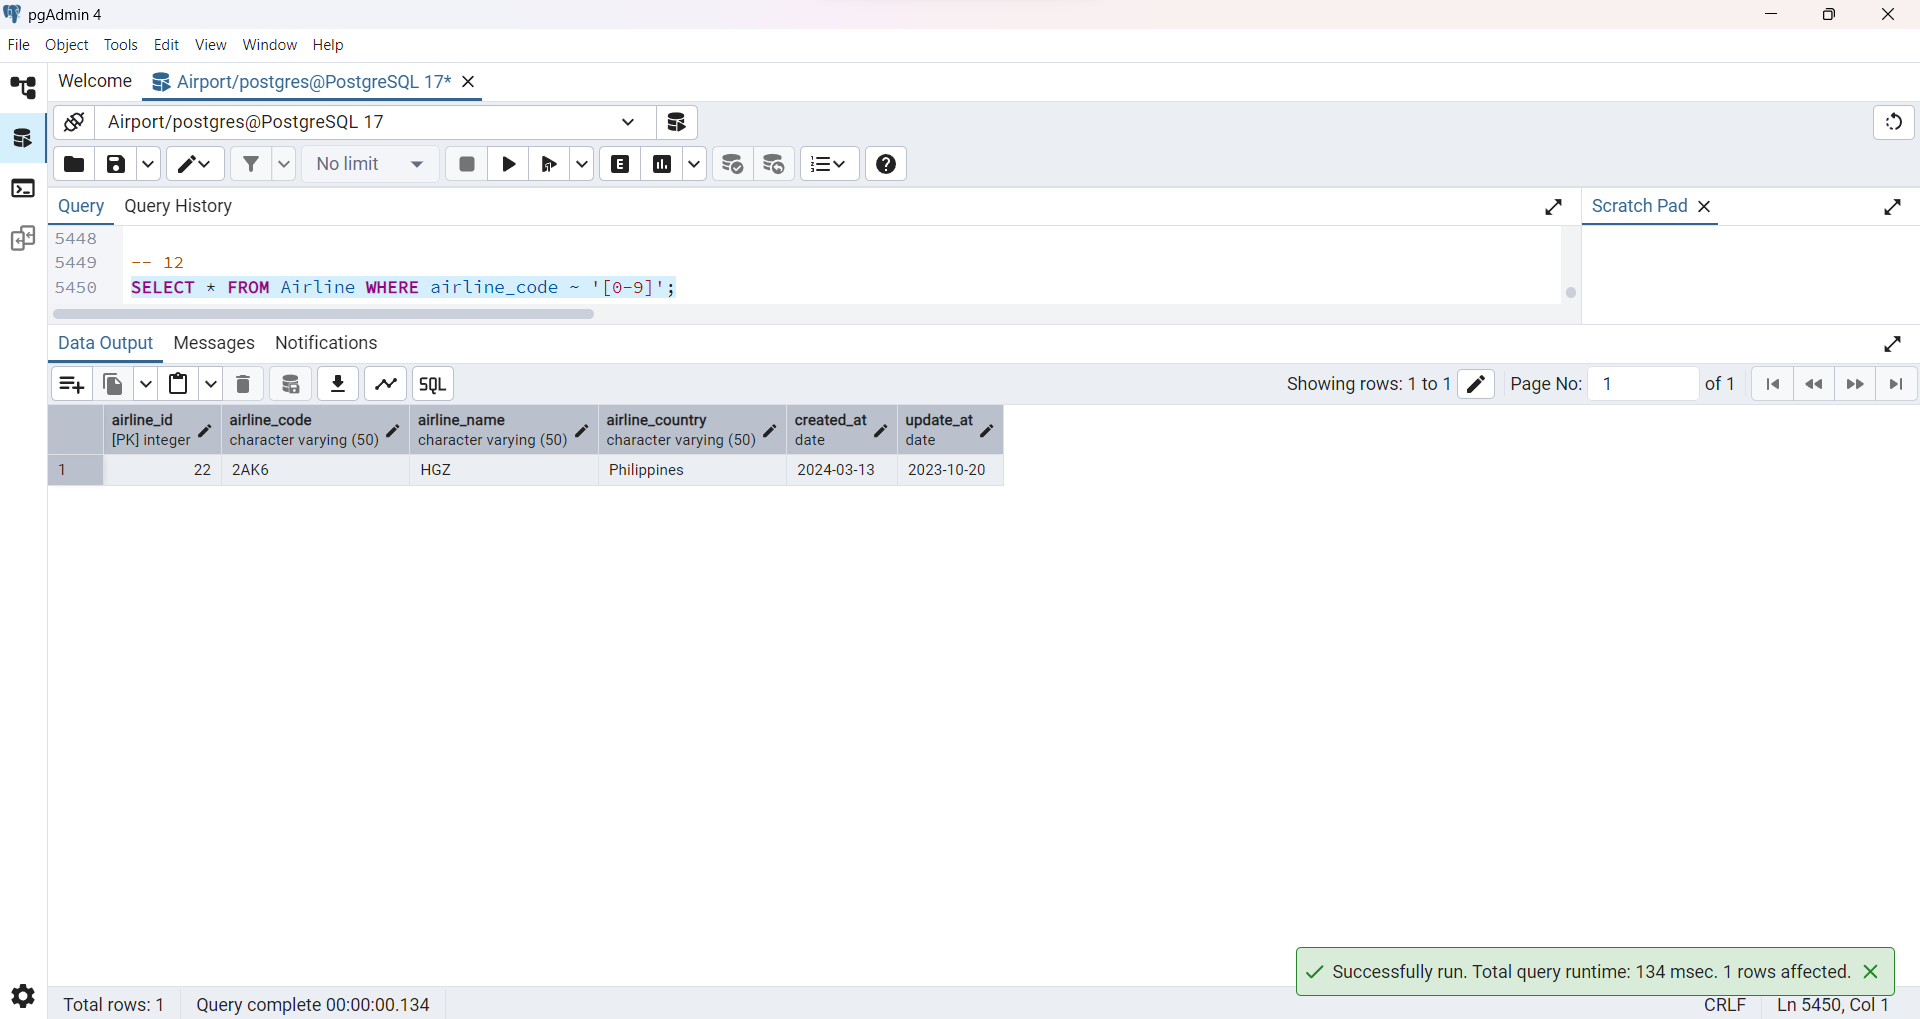 pgAdmin 4
File Object Tools Edit View Window Help
Welcome Airport/postgres@PostgreSQL 17*
Airport/postgres@PostgreSQL 17
No limit
Query Query History Scratch Pad
5448
5449 -- 12
5450 SELECT * FROM Airline WHERE airline_code ~ '[0-9]';
Data Output Messages Notifications
SQL Showing rows: 1 to 1 Page No: 1 of 1
airline_id airline_code airline_name airline_country created_at update_at
[PK] integer character varying (50) character varying (50) character varying (50) date date
1 22 2AK6 HGZ Philippines 2024-03-13 2023-10-20
Successfully run. Total query runtime: 134 msec. 1 rows affected.
Total rows: 1 Query complete 00:00:00.134 CRLF Ln 5450, Col 1